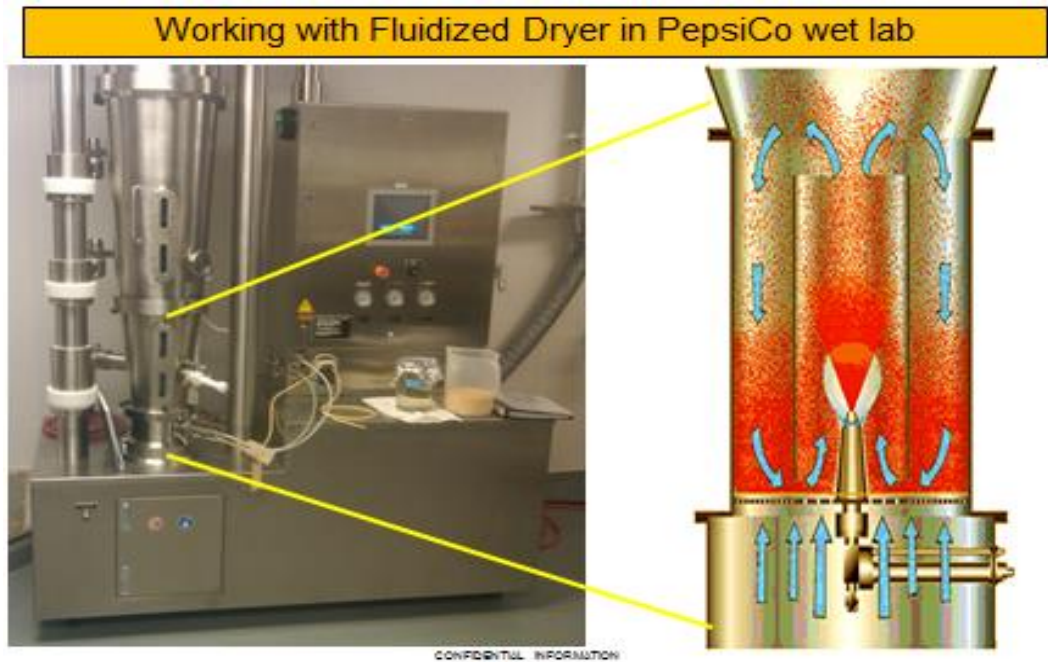 Working with Fluidized Dryer in PepsiCo wet lab
CONFIDENTIAL INFORMATION